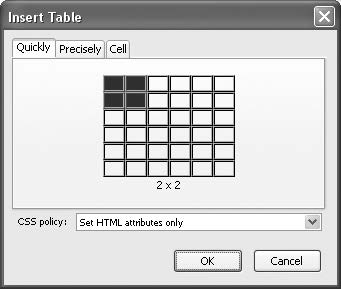 Insert Table
Quickly Precisely Cell
2 x 2
CSS policy: Set HTML attributes only
OK Cancel